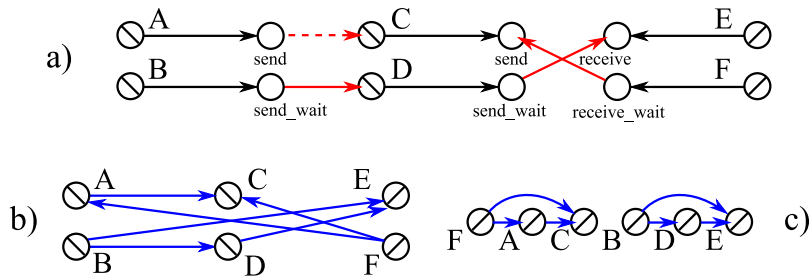 A C E
a) send send receive
B D F
send_wait send_wait receive_wait
A C E
b) c)
F A C B D E
B D F